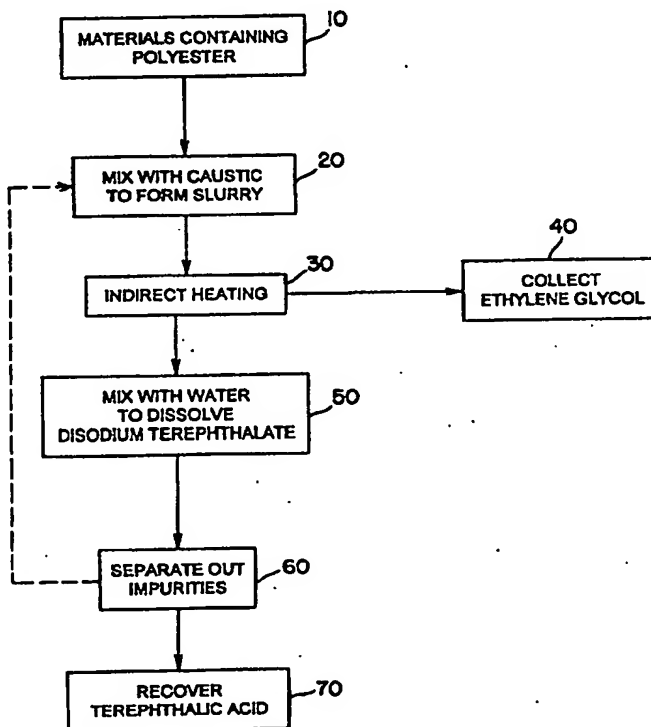 10
MATERIALS CONTAINING
POLYESTER
20
MIX WITH CAUSTIC
TO FORM SLURRY
30
INDIRECT HEATING
40
COLLECT
ETHYLENE GLYCOL
50
MIX WITH WATER
TO DISSOLVE
DISODIUM TEREPHTHALATE
60
SEPARATE OUT
IMPURITIES
70
RECOVER
TEREPHTHALIC ACID